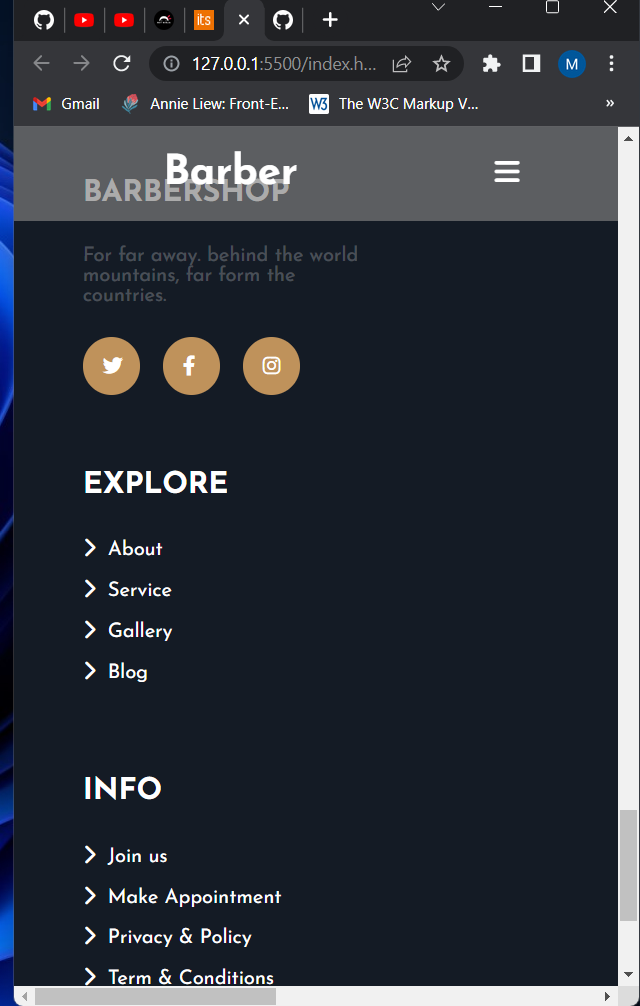 its
127.0.0.1:5500/index.h...
M
Gmail
Annie Liew: Front-E...
W3
The W3C Markup V...
»
Barber
BARBERSHOP
For far away. behind the world
mountains, far form the
countries.
EXPLORE
About
Service
Gallery
Blog
INFO
Join us
Make Appointment
Privacy & Policy
Term & Conditions